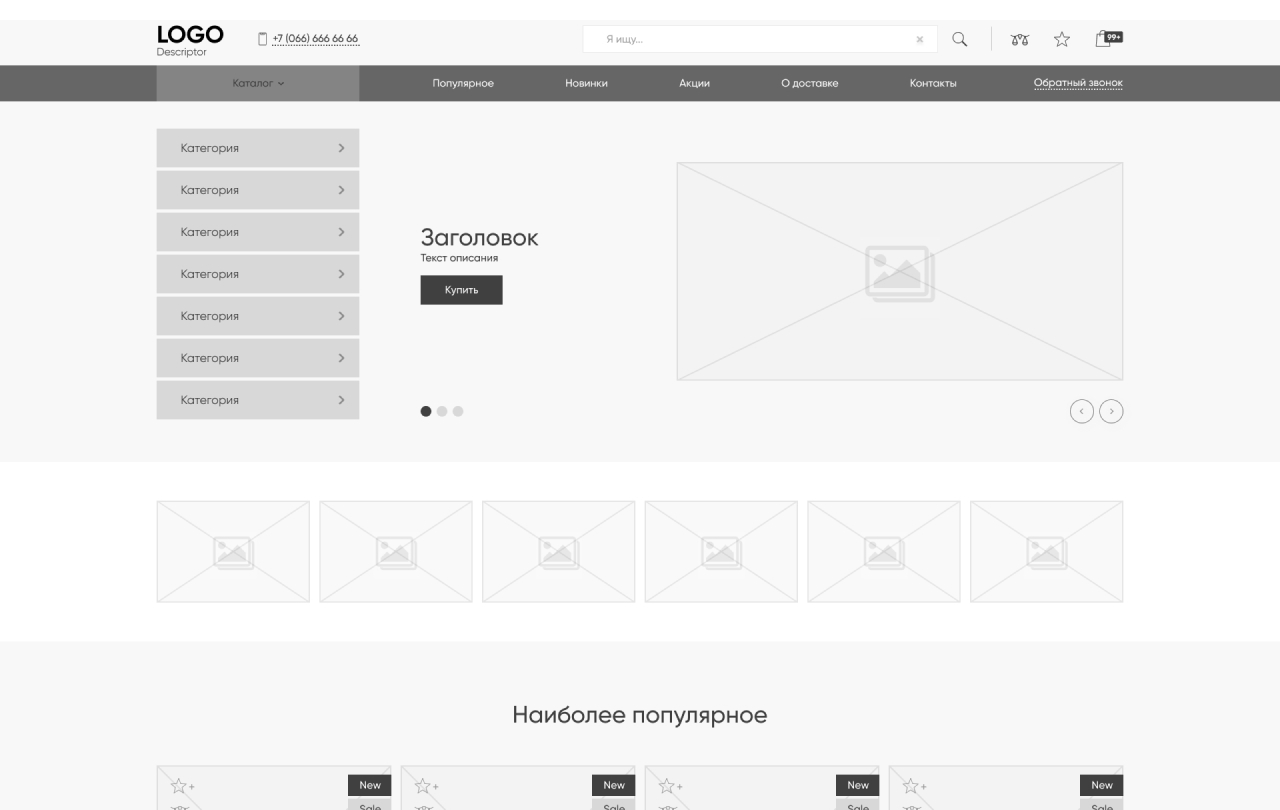 LOGO
Descriptor
+7 (066) 666 66 66
Я ищу...
99+
Каталог
Популярное
Новинки
Акции
О доставке
Контакты
Обратный звонок
Категория
Категория
Категория
Категория
Категория
Категория
Категория
Заголовок
Текст описания
Купить
Наиболее популярное
New
New
New
New
Sale
Sale
Sale
Sale